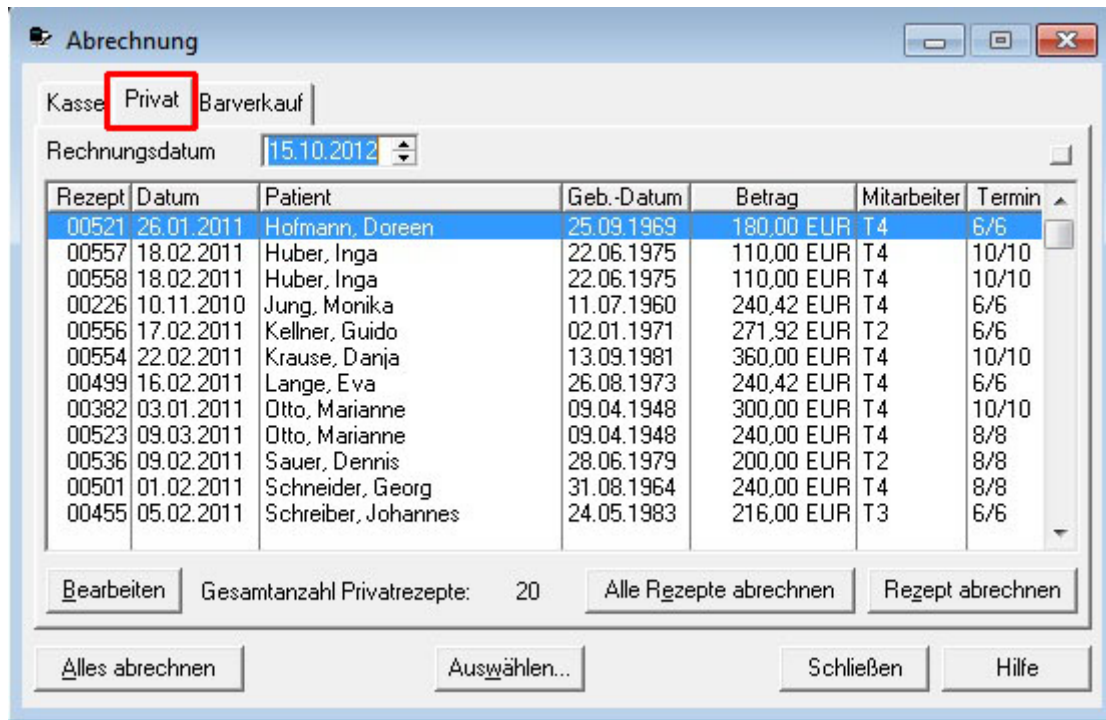 Abrechnung
Kasse Privat Barverkauf
Rechnungsdatum 15.10.2012
Rezept Datum Patient Geb.-Datum Betrag Mitarbeiter Termin
00521 26.01.2011 Hofmann, Doreen 25.09.1969 180,00 EUR T4 6/6
00557 18.02.2011 Huber, Inga 22.06.1975 110,00 EUR T4 10/10
00558 18.02.2011 Huber, Inga 22.06.1975 110,00 EUR T4 10/10
00226 10.11.2010 Jung, Monika 11.07.1960 240,42 EUR T4 6/6
00556 17.02.2011 Kellner, Guido 02.01.1971 271,92 EUR T2 6/6
00554 22.02.2011 Krause, Danja 13.09.1981 360,00 EUR T4 10/10
00499 16.02.2011 Lange, Eva 26.08.1973 240,42 EUR T4 6/6
00382 03.01.2011 Otto, Marianne 09.04.1948 300,00 EUR T4 10/10
00523 09.03.2011 Otto, Marianne 09.04.1948 240,00 EUR T4 8/8
00536 09.02.2011 Sauer, Dennis 28.06.1979 200,00 EUR T2 8/8
00501 01.02.2011 Schneider, Georg 31.08.1964 240,00 EUR T4 8/8
00455 05.02.2011 Schreiber, Johannes 24.05.1983 216,00 EUR T3 6/6
Bearbeiten Gesamtanzahl Privatrezepte: 20 Alle Rezepte abrechnen Rezept abrechnen
Alles abrechnen Auswählen... Schließen Hilfe